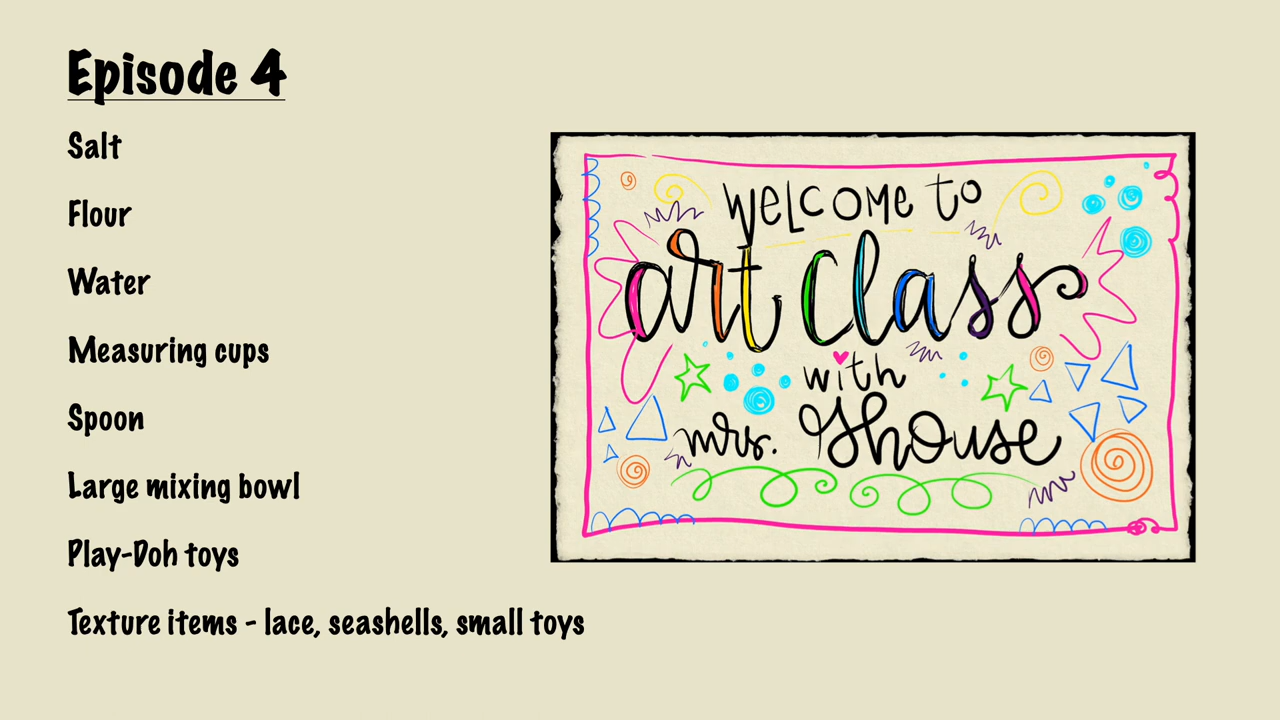 Episode 4
Salt
Flour
Water
Measuring cups
Spoon
Large mixing bowl
Play-Doh toys
Texture items - lace, seashells, small toys
welcome to
art class
with
mrs. Shouse